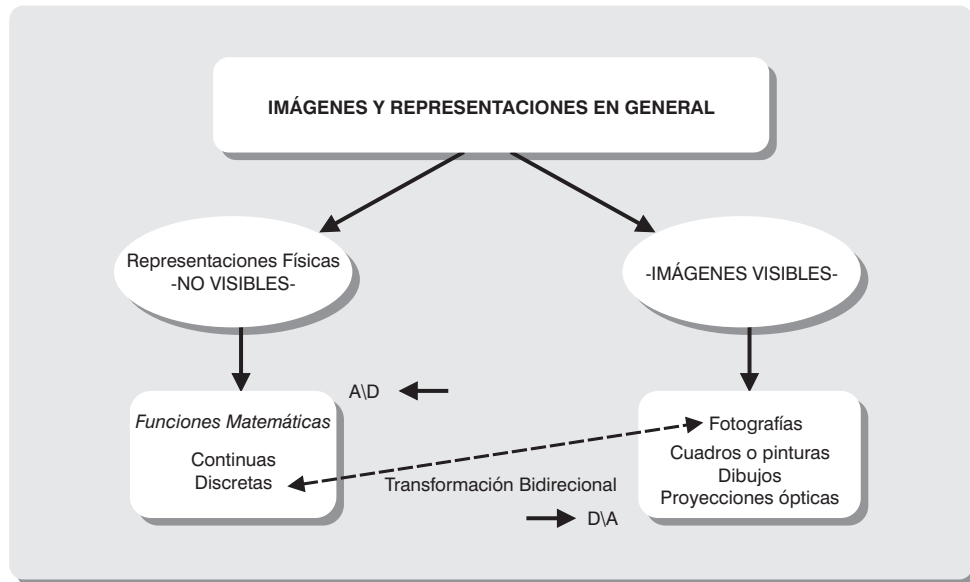 IMÁGENES Y REPRESENTACIONES EN GENERAL
Representaciones Físicas
-NO VISIBLES-
-IMÁGENES VISIBLES-
A\D
Funciones Matemáticas
Continuas
Discretas
Fotografías
Cuadros o pinturas
Dibujos
Proyecciones ópticas
Transformación Bidirecional
D\A